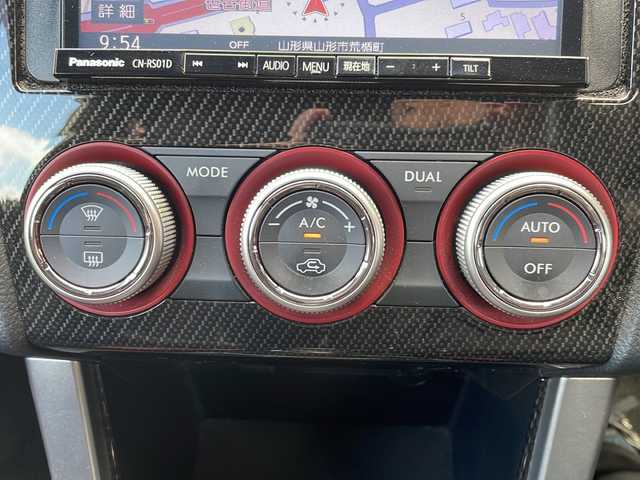 詳細
9:54
OFF
山形県山形市荒楯町
Panasonic CN-RS01D AUDIO MENU 現在地 − + TILT
MODE
DUAL
− A/C +
AUTO
OFF